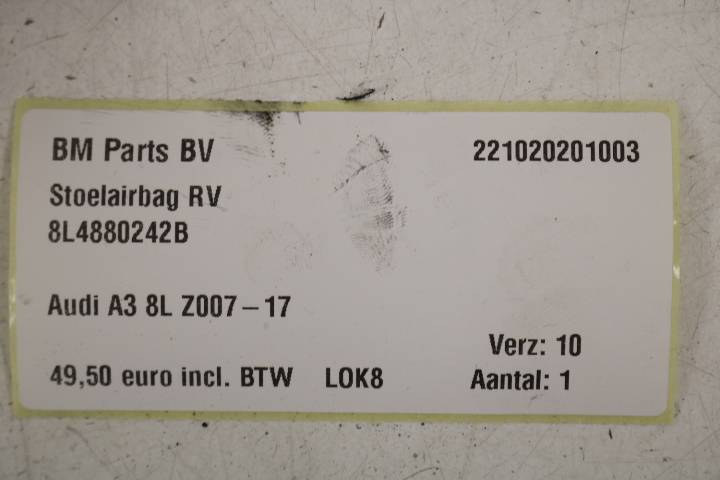 BM Parts BV 221020201003
Stoelairbag RV
8L4880242B
Audi A3 8L Z007-17
Verz: 10
49,50 euro incl. BTW LOK8 Aantal: 1